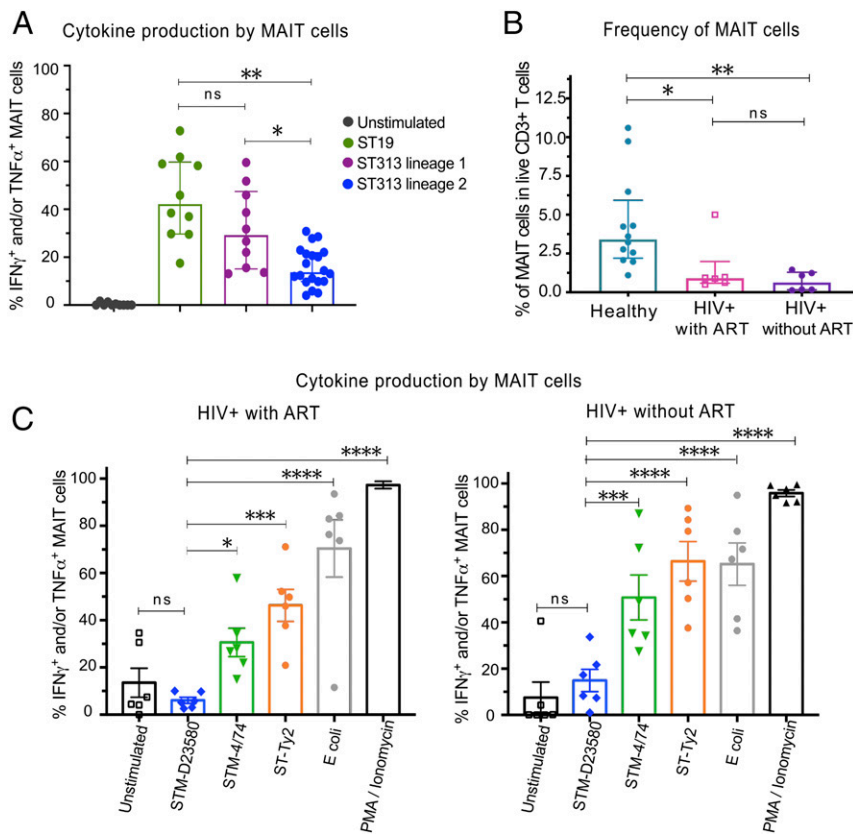 A
Cytokine production by MAIT cells
% IFNγ+ and/or TNFα+ MAIT cells
100
80
60
40
20
0
**
ns
*
Unstimulated
ST19
ST313 lineage 1
ST313 lineage 2
B
Frequency of MAIT cells
% of MAIT cells in live CD3+ T cells
12.5
10.0
7.5
5.0
2.5
0.0
**
*
ns
Healthy
HIV+
with ART
HIV+
without ART
Cytokine production by MAIT cells
C
HIV+ with ART
% IFNγ+ and/or TNFα+ MAIT cells
100
80
60
40
20
0
****
****
***
*
ns
Unstimulated
STM-D23580
STM-4/74
ST-Ty2
E coli
PMA / Ionomycin
HIV+ without ART
% IFNγ+ and/or TNFα+ MAIT cells
100
80
60
40
20
0
****
****
****
***
ns
Unstimulated
STM-D23580
STM-4/74
ST-Ty2
E coli
PMA / Ionomycin